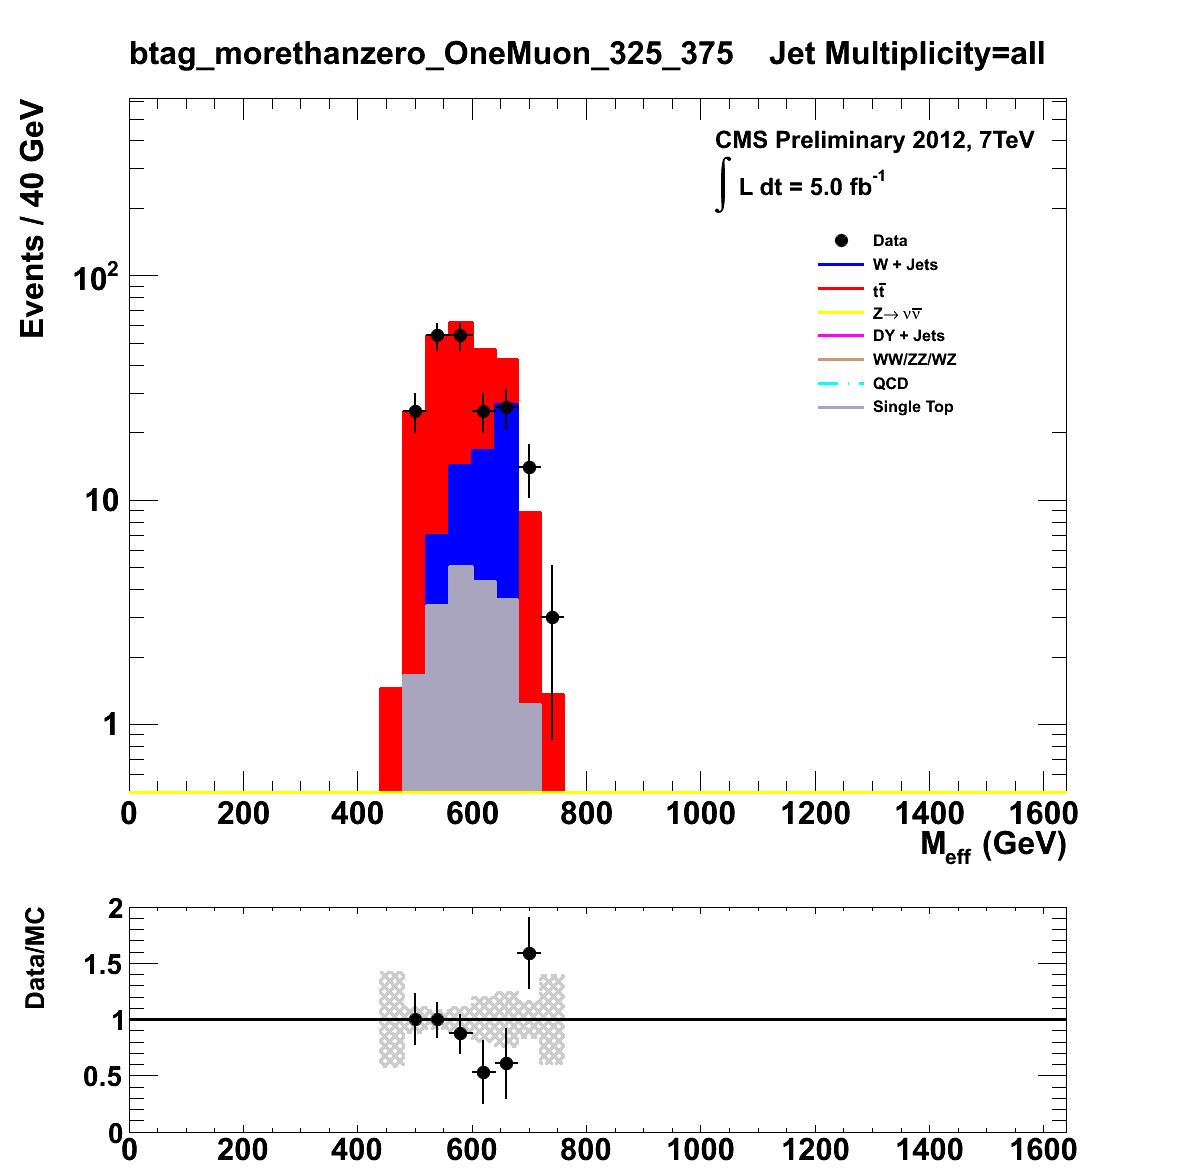 btag_morethanzero_OneMuon_325_375 Jet Multiplicity=all
Events / 40 GeV
CMS Preliminary 2012, 7TeV
∫ L dt = 5.0 fb⁻¹
Data
W + Jets
tt̅
Z→ νν̅
DY + Jets
WW/ZZ/WZ
QCD
Single Top
10²
10
1
0 200 400 600 800 1000 1200 1400 1600
M_eff (GeV)
Data/MC
2
1.5
1
0.5
0
0 200 400 600 800 1000 1200 1400 1600